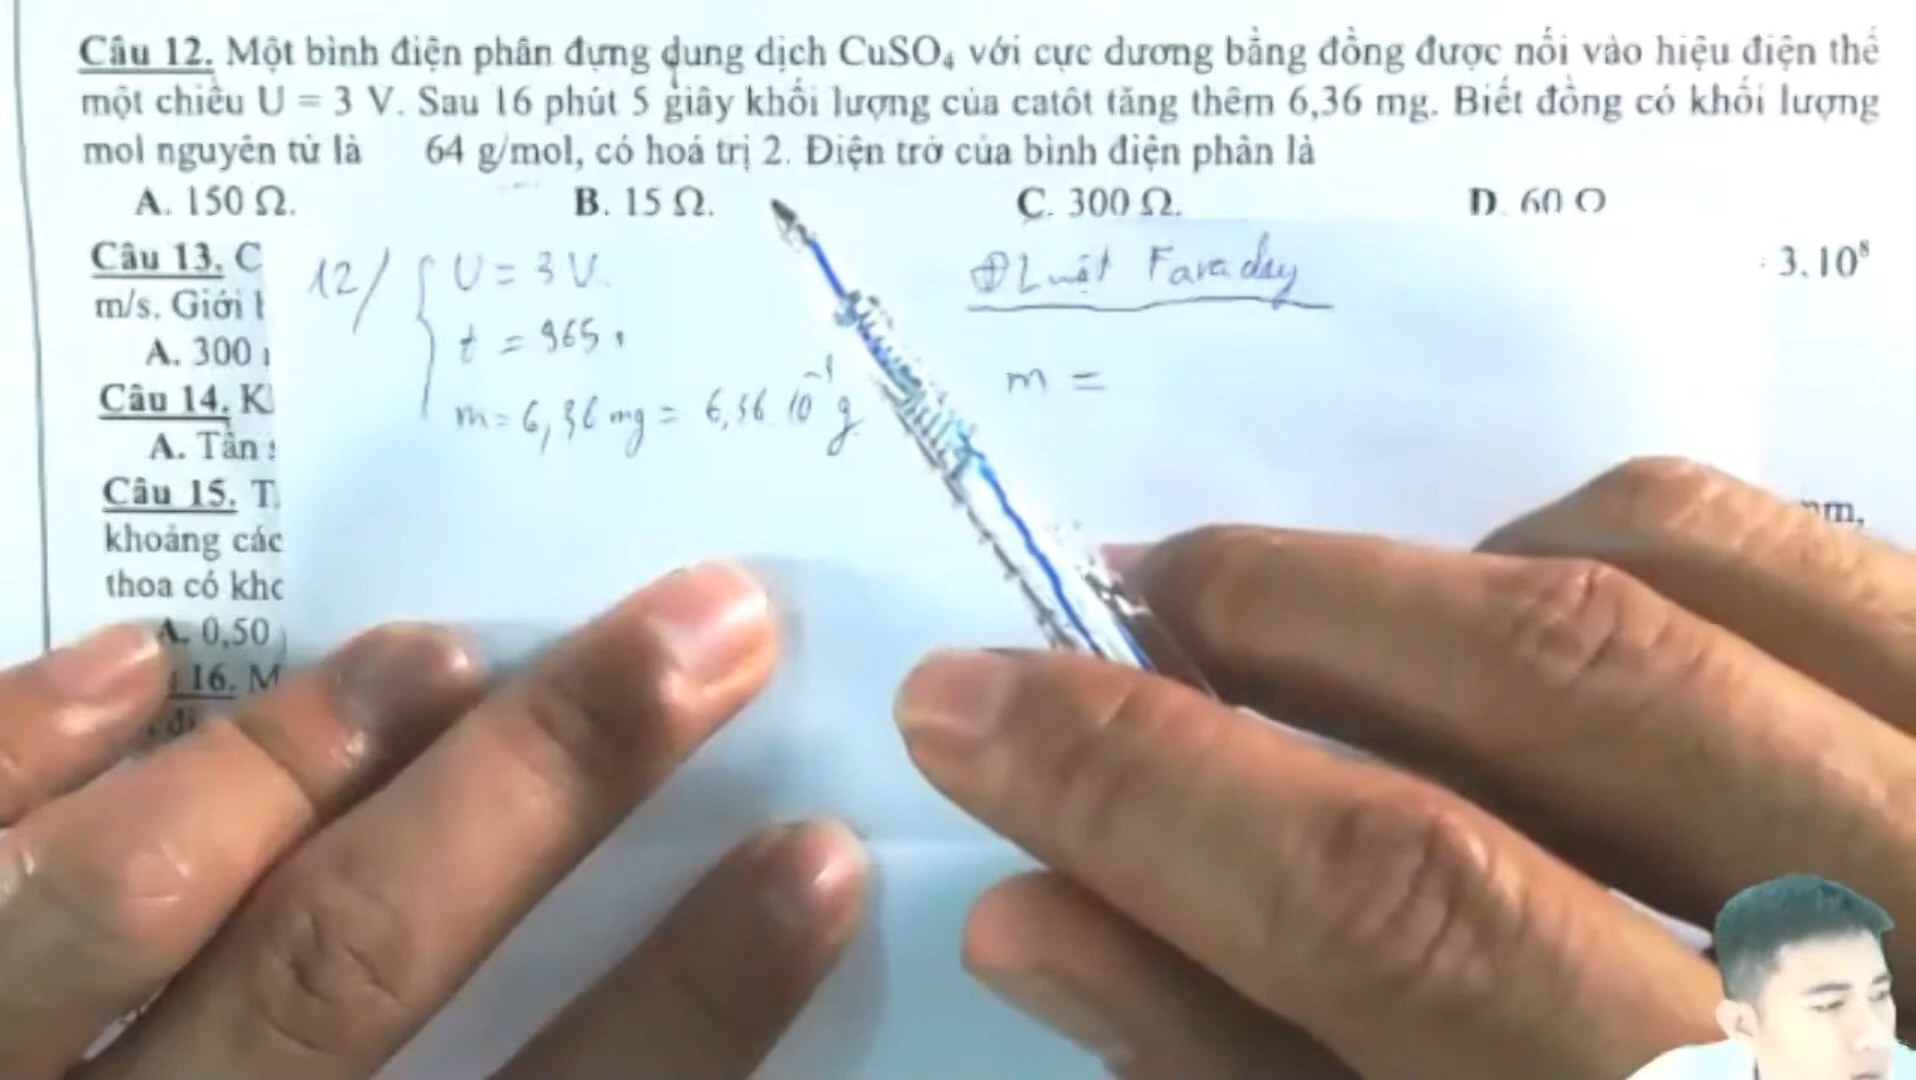 Câu 12. Một bình điện phân đựng dung dịch CuSO₄ với cực dương bằng đồng được nối vào hiệu điện thế
một chiều U = 3 V. Sau 16 phút 5 giây khối lượng của catôt tăng thêm 6,36 mg. Biết đồng có khối lượng
mol nguyên tử là 64 g/mol, có hoá trị 2. Điện trở của bình điện phân là
A. 150 Ω. B. 15 Ω. C. 300 Ω. D. 60 Ω
Câu 13. C
3.10⁸
m/s. Giới
A. 300
Câu 14. K
A. Tần
Câu 15. T
mm,
khoảng các
thoa có kho
A. 0,50
16. M
12/ U = 3 V.
t = 965 s
m = 6,36 mg = 6,36.10 g
ĐLuật Faraday
m =